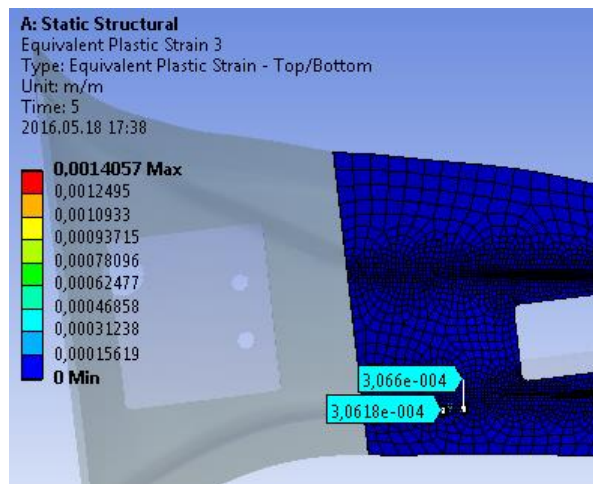 A: Static Structural
Equivalent Plastic Strain 3
Type: Equivalent Plastic Strain - Top/Bottom
Unit: m/m
Time: 5
2016.05.18 17:38
0,0014057 Max
0,0012495
0,0010933
0,00093715
0,00078096
0,00062477
0,00046858
0,00031238
0,00015619
0 Min
3,066e-004
3,0618e-004